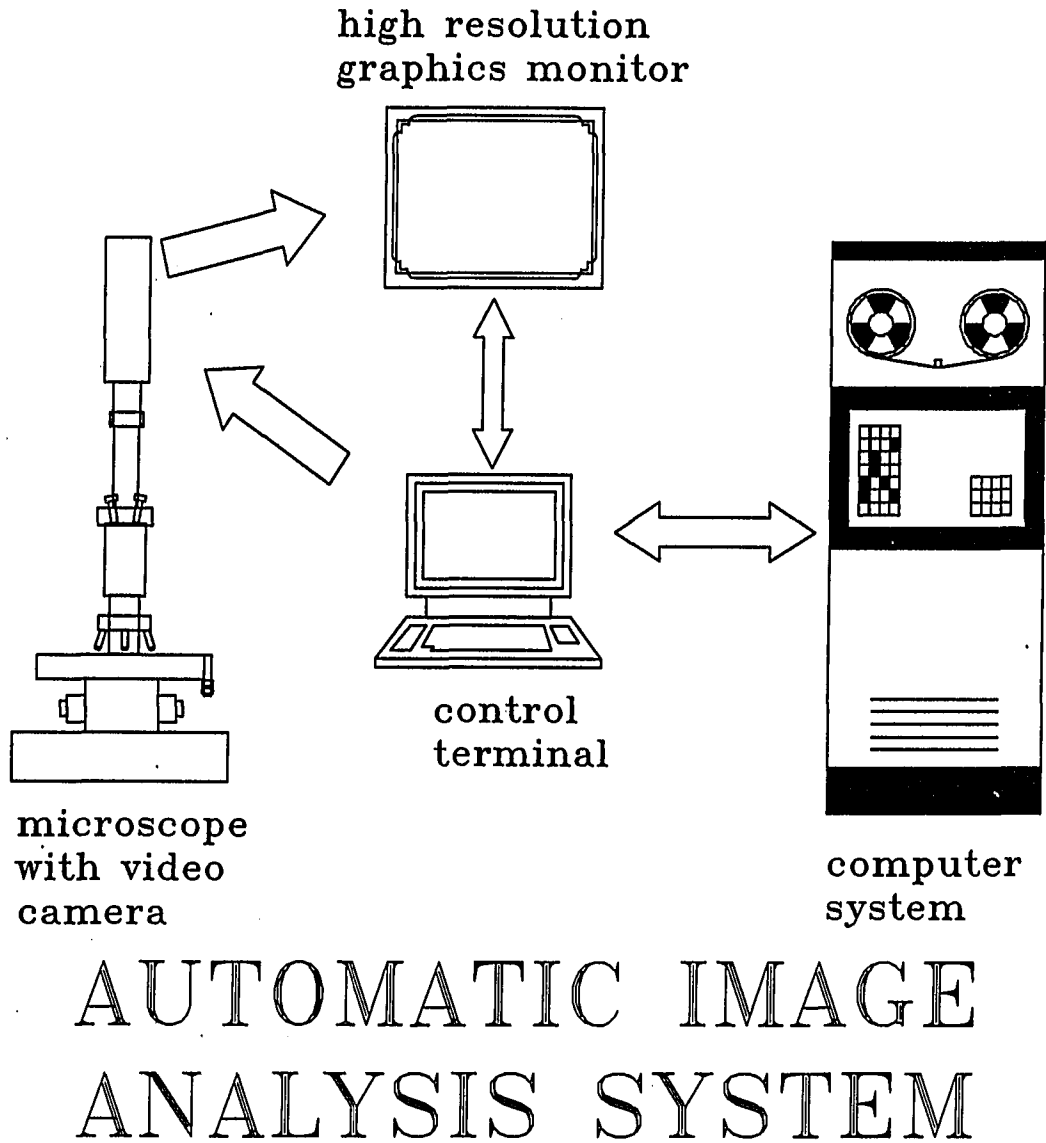 high resolution
graphics monitor
control
terminal
microscope
with video
camera
computer
system
AUTOMATIC IMAGE
ANALYSIS SYSTEM